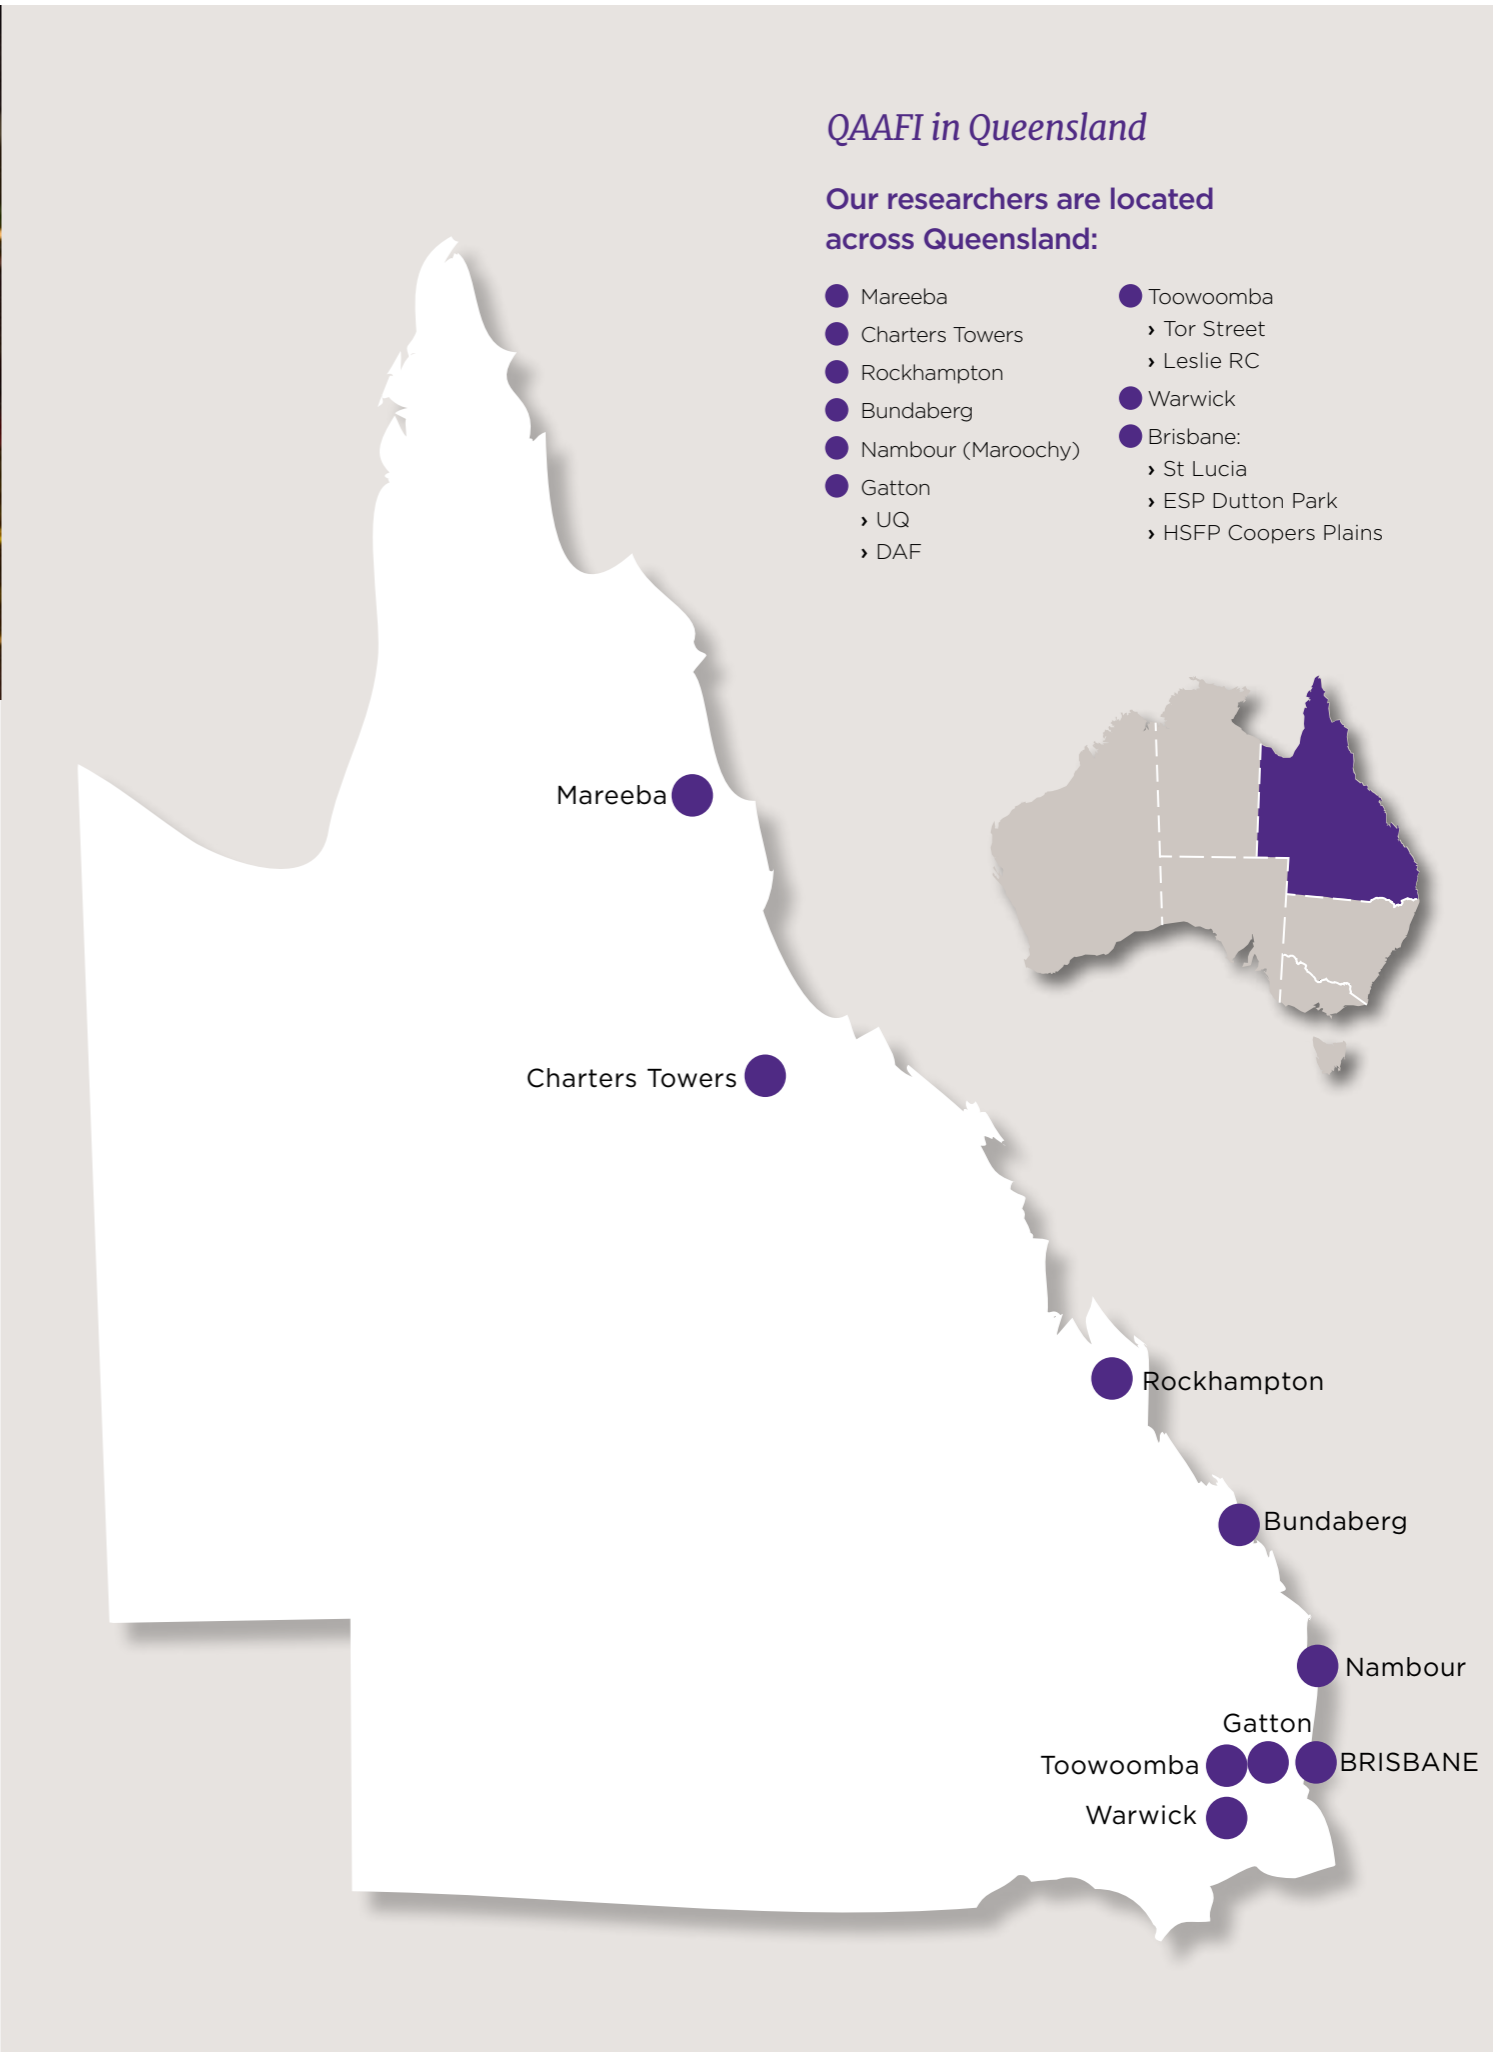 QAAFI in Queensland
Our researchers are located
across Queensland:
Mareeba
Charters Towers
Rockhampton
Bundaberg
Nambour (Maroochy)
Gatton
› UQ
› DAF
Toowoomba
› Tor Street
› Leslie RC
Warwick
Brisbane:
› St Lucia
› ESP Dutton Park
› HSFP Coopers Plains
Mareeba
Charters Towers
Rockhampton
Bundaberg
Nambour
Gatton
Toowoomba
BRISBANE
Warwick